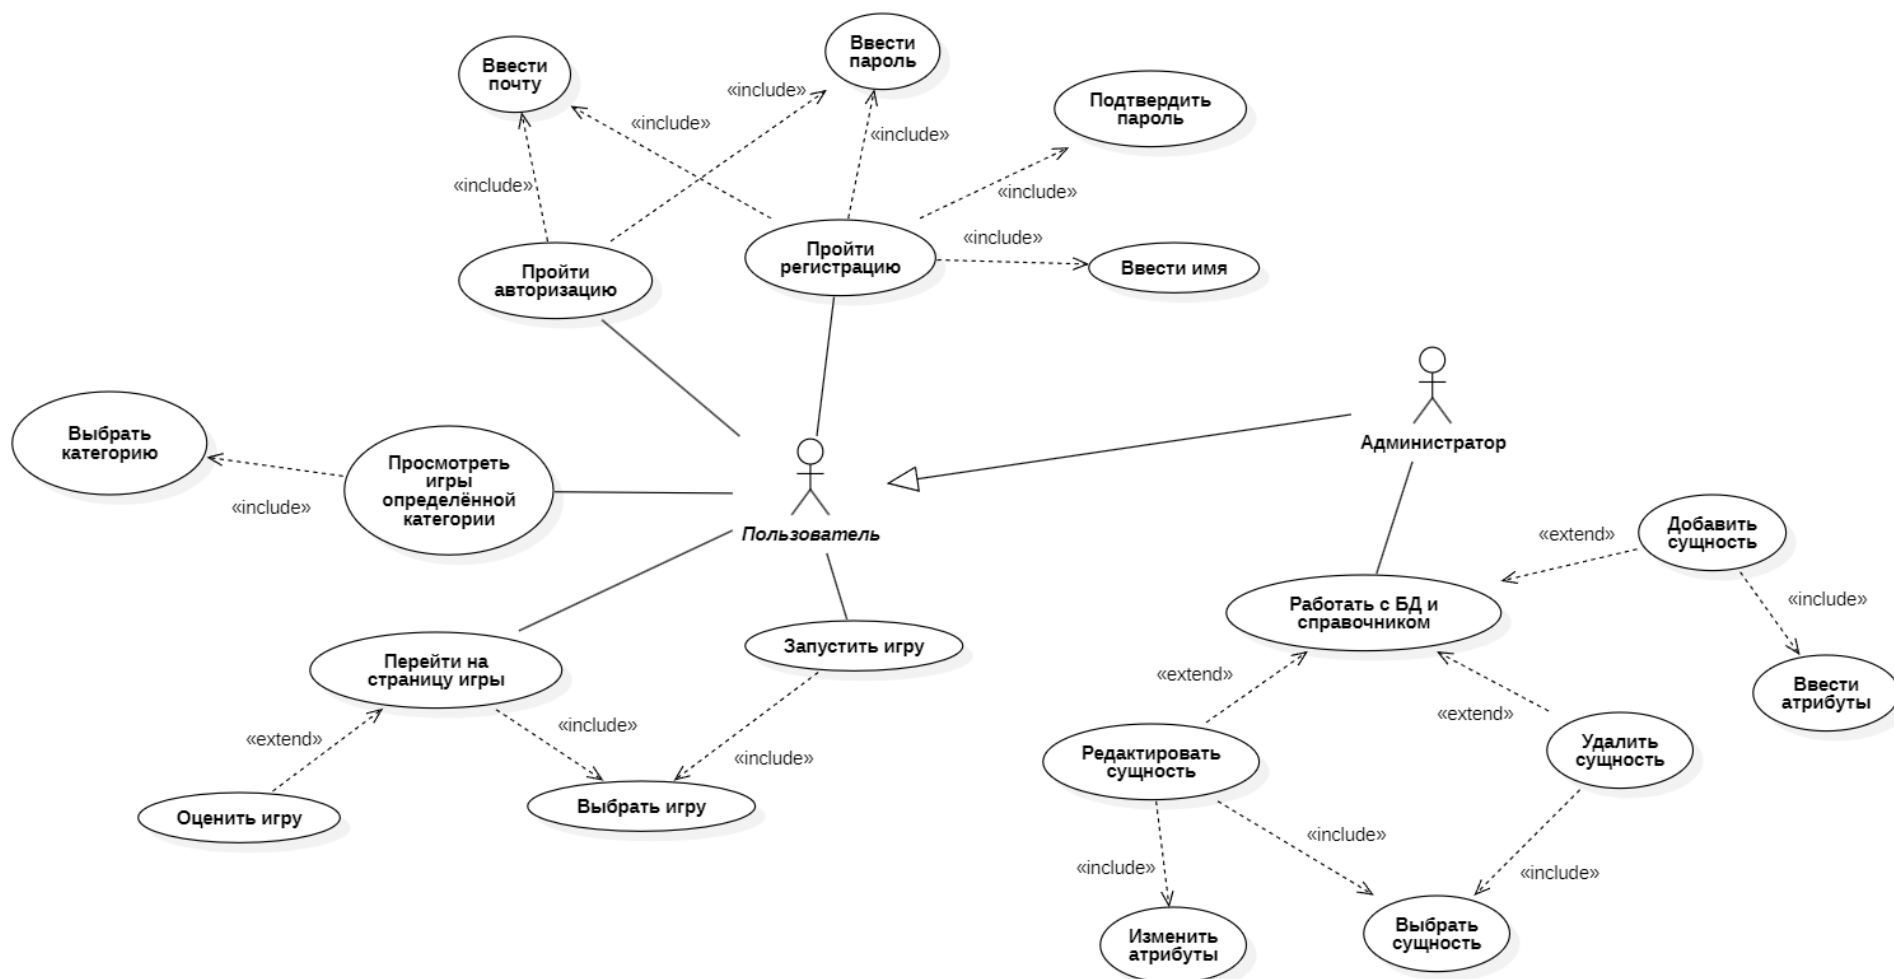 Ввести
почту
Ввести
пароль
«include»
«include»
«include»
Подтвердить
пароль
«include»
«include»
«include»
Пройти
авторизацию
Пройти
регистрацию
Ввести имя
Выбрать
категорию
«include»
Просмотреть
игры
определённой
категории
Пользователь
Администратор
Добавить
сущность
«extend»
«include»
Ввести
атрибуты
Работать с БД и
справочником
Перейти на
страницу игры
Запустить игру
«extend»
«include»
«include»
Оценить игру
Выбрать игру
«extend»
«extend»
Редактировать
сущность
Удалить
сущность
«include»
«include»
«include»
Изменить
атрибуты
Выбрать
сущность